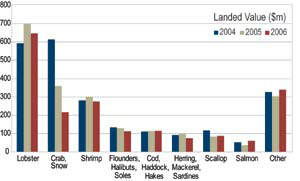 Landed Value ($m)
2004 2005 2006
800
700
600
500
400
300
200
100
0
Lobster Crab, Shrimp Flounders, Cod, Herring, Scallop Salmon Other
Snow Halibuts, Haddock, Mackerel,
Soles Hakes Sardines